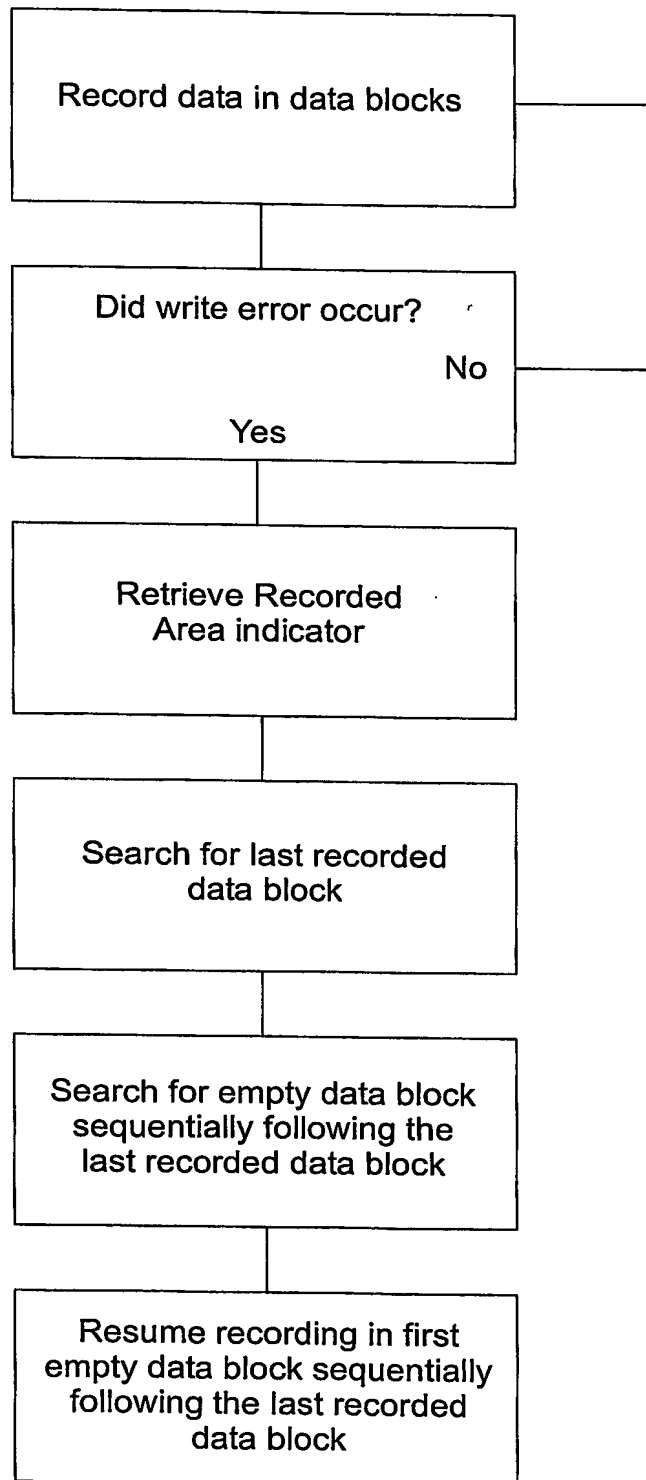 Record data in data blocks
Did write error occur?
No
Yes
Retrieve Recorded
Area indicator
Search for last recorded
data block
Search for empty data block
sequentially following the
last recorded data block
Resume recording in first
empty data block sequentially
following the last recorded
data block